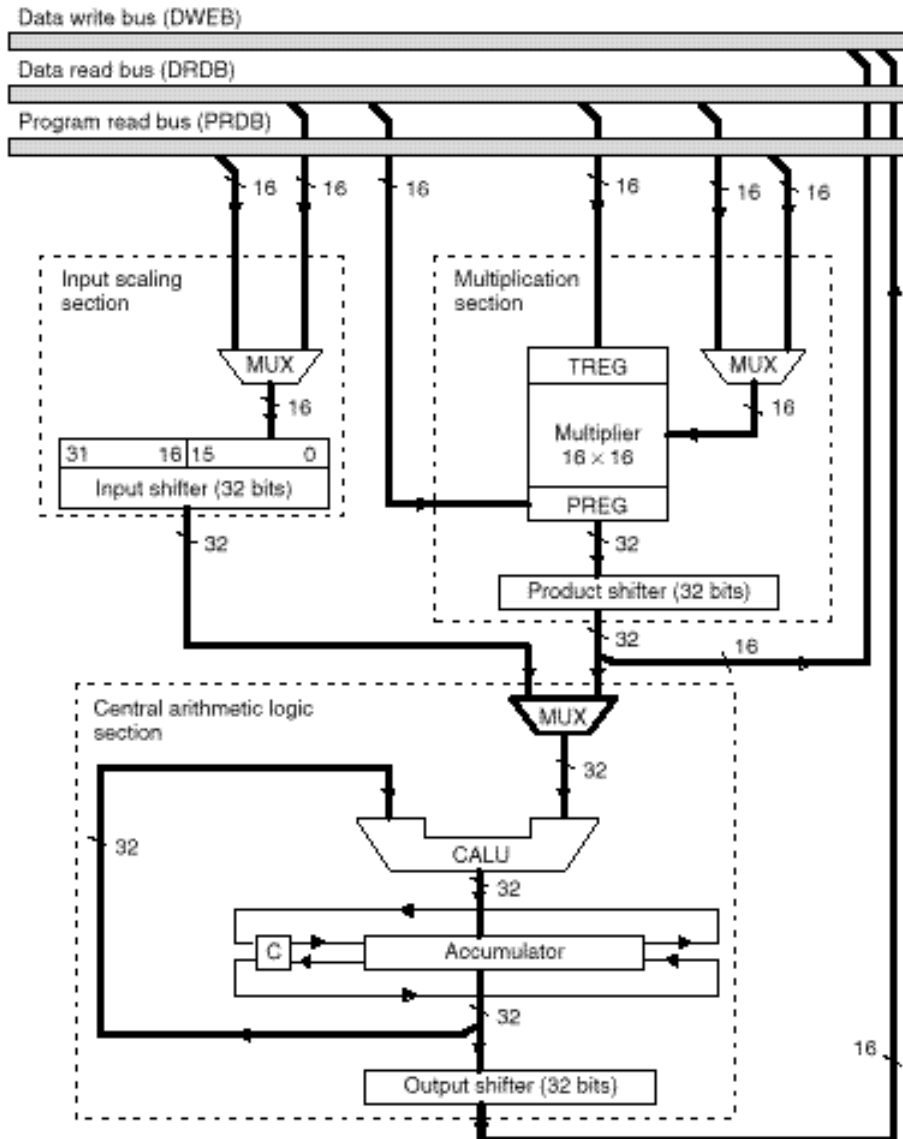 Data write bus (DWEB)
Data read bus (DRDB)
Program read bus (PRDB)
16
16
16
16
16
16
Input scaling
section
Multiplication
section
MUX
TREG
MUX
16
16
Multiplier
16 × 16
31
16
15
0
Input shifter (32 bits)
PREG
32
32
Product shifter (32 bits)
32
16
Central arithmetic logic
section
MUX
32
32
CALU
32
C
Accumulator
32
16
Output shifter (32 bits)